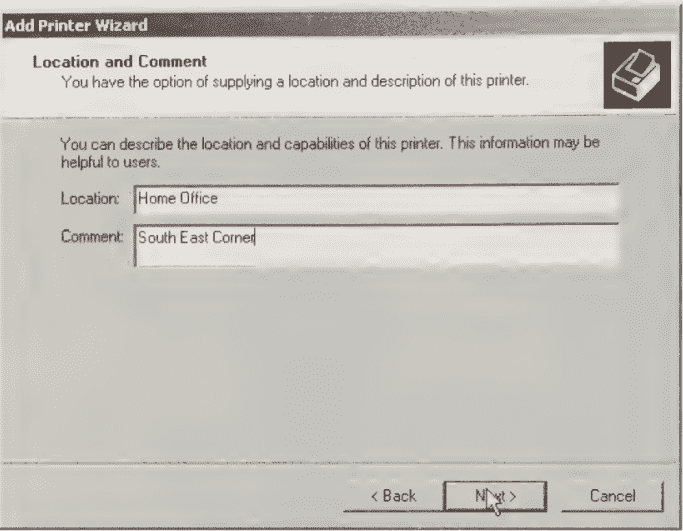 Add Printer Wizard
Location and Comment
You have the option of supplying a location and description of this printer.
You can describe the location and capabilities of this printer. This information may be
helpful to users.
Location: Home Office
Comment: South East Corner
< Back Next > Cancel